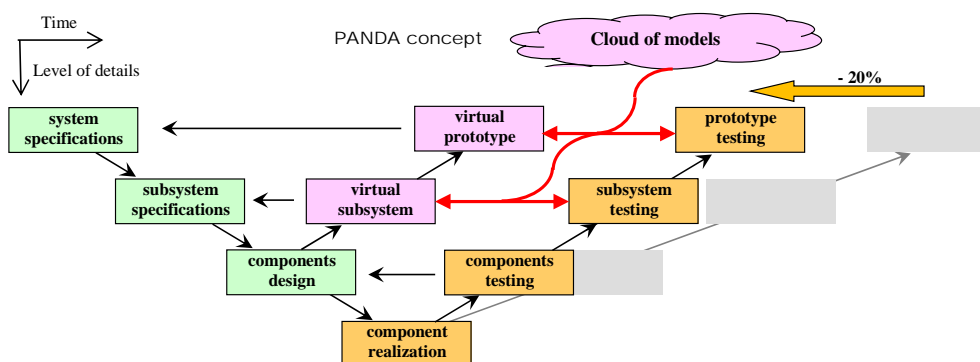 Time
PANDA concept
Cloud of models
Level of details
- 20%
system
specifications
virtual
prototype
prototype
testing
subsystem
specifications
virtual
subsystem
subsystem
testing
components
design
components
testing
component
realization